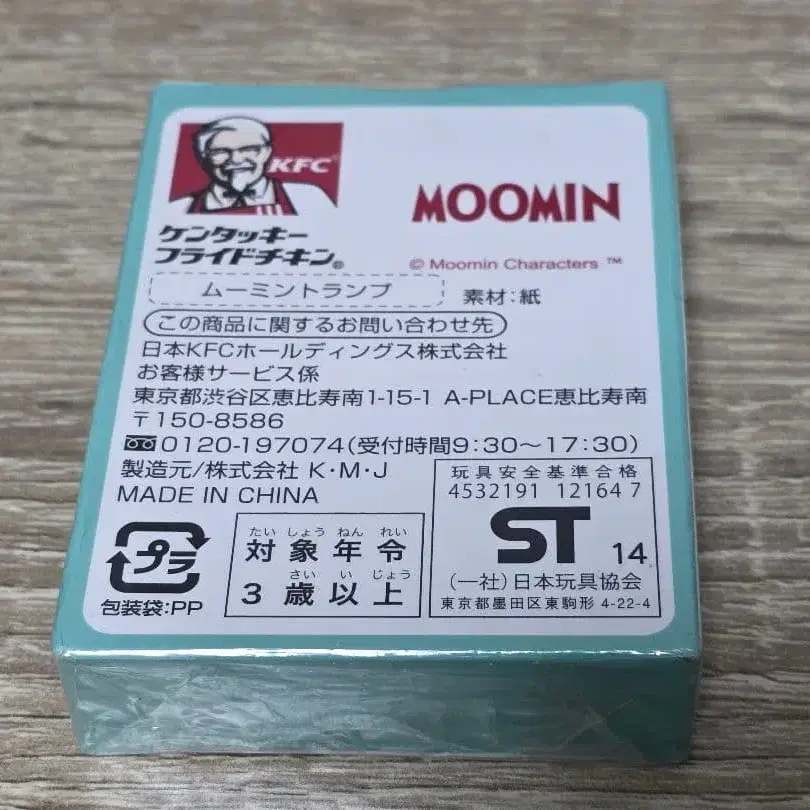 KFC®
ケンタッキー
フライドチキン®
MOOMIN
© Moomin Characters ™
ムーミントランプ
素材:紙
この商品に関するお問い合わせ先
日本KFCホールディングス株式会社
お客様サービス係
東京都渋谷区恵比寿南1-15-1 A-PLACE恵比寿南
〒150-8586
0120-197074(受付時間9:30〜17:30)
製造元/株式会社 K・M・J
MADE IN CHINA
プラ
包装袋:PP
たい しょう ねん れい
対象年令
さい い じょう
3歳以上
玩具安全基準合格
4532191 12164 7
ST 14
(一社)日本玩具協会
東京都墨田区東駒形 4-22-4